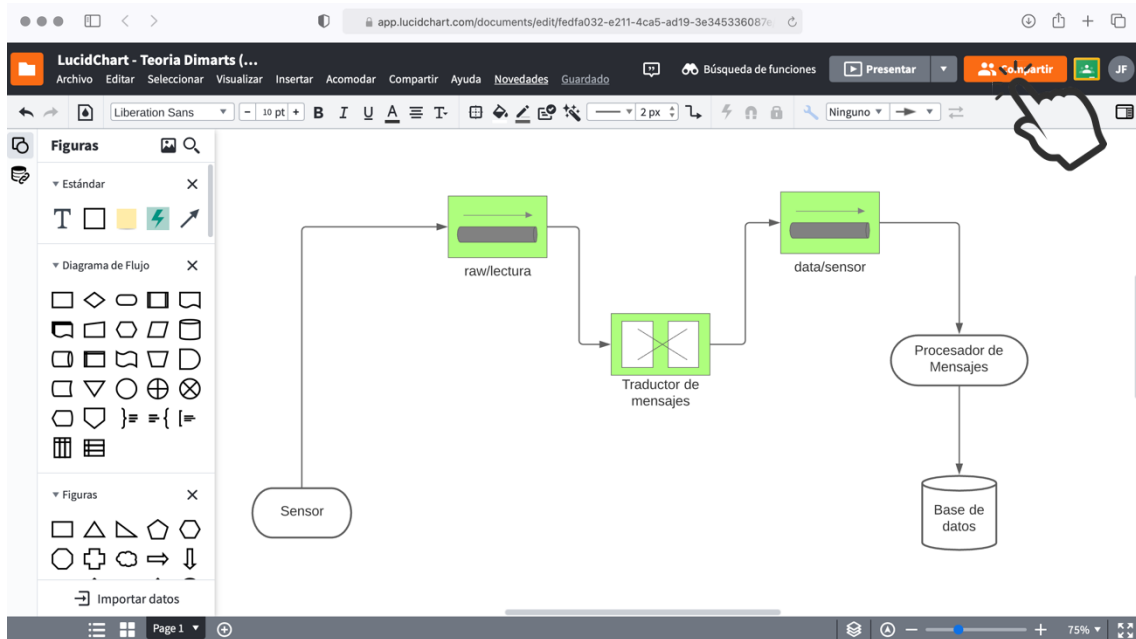 app.lucidchart.com/documents/edit/fedfa032-e211-4ca5-ad19-3e345336087e
LucidChart - Teoria Dimarts (...
Archivo Editar Seleccionar Visualizar Insertar Acomodar Compartir Ayuda Novedades Guardado
Búsqueda de funciones
Presentar
Compartir
JF
Liberation Sans
10 pt
B I U A T
2 px
Ninguno
Figuras
Estándar
T
Diagrama de Flujo
Figuras
Importar datos
raw/lectura
data/sensor
Traductor de
mensajes
Procesador de
Mensajes
Sensor
Base de
datos
Page 1
75%